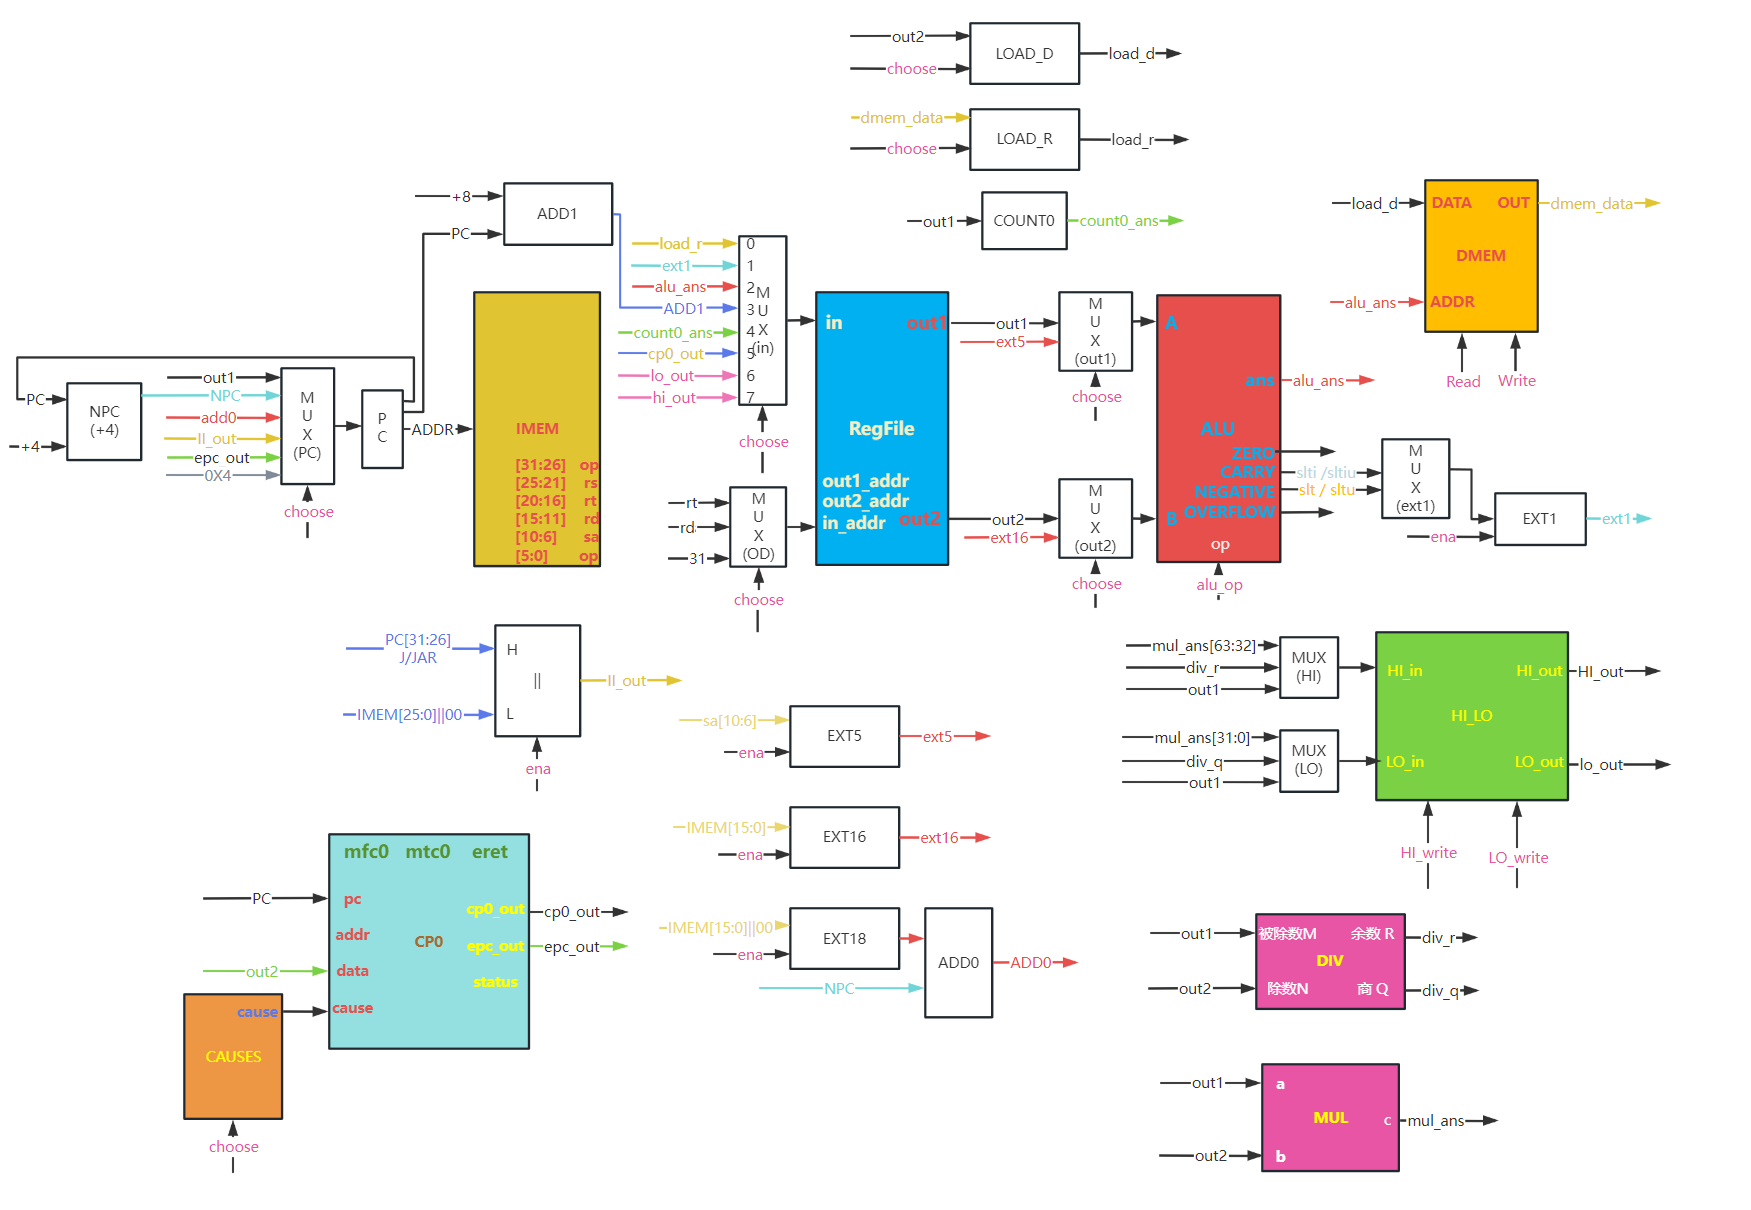 out2
choose
LOAD_D
load_d
dmem_data
choose
LOAD_R
load_r
+8
PC
ADD1
out1
COUNT0
count0_ans
load_d
DATA
OUT
dmem_data
DMEM
alu_ans
ADDR
Read
Write
load_r
0
ext1
1
alu_ans
2
ADD1
3
count0_ans
4
cp0_out
5
lo_out
6
hi_out
7
M
U
X
(in)
choose
PC
+4
NPC
(+4)
out1
NPC
add0
II_out
epc_out
0X4
M
U
X
(PC)
choose
P
C
ADDR
IMEM
[31:26] op
[25:21] rs
[20:16] rt
[15:11] rd
[10:6] sa
[5:0] op
rt
rd
31
M
U
X
(OD)
choose
in
out1
RegFile
out1_addr
out2_addr
in_addr
out2
out1
ext5
M
U
X
(out1)
choose
out2
ext16
M
U
X
(out2)
choose
A
ans
ALU
ZERO
CARRY
NEGATIVE
OVERFLOW
B
op
alu_op
alu_ans
slti /sltiu
slt / sltu
M
U
X
(ext1)
ena
EXT1
ext1
PC[31:26]
J/JAR
IMEM[25:0]||00
H
||
L
II_out
ena
sa[10:6]
ena
EXT5
ext5
IMEM[15:0]
ena
EXT16
ext16
IMEM[15:0]||00
ena
EXT18
NPC
ADD0
ADD0
mul_ans[63:32]
div_r
out1
MUX
(HI)
mul_ans[31:0]
div_q
out1
MUX
(LO)
HI_in
HI_out
HI_LO
LO_in
LO_out
HI_out
lo_out
HI_write
LO_write
mfc0 mtc0 eret
PC
pc
addr
out2
data
cause
CP0
cp0_out
epc_out
status
cp0_out
epc_out
cause
CAUSES
choose
out1
out2
被除数M
余数 R
DIV
除数N
商 Q
div_r
div_q
out1
out2
a
MUL
c
b
mul_ans